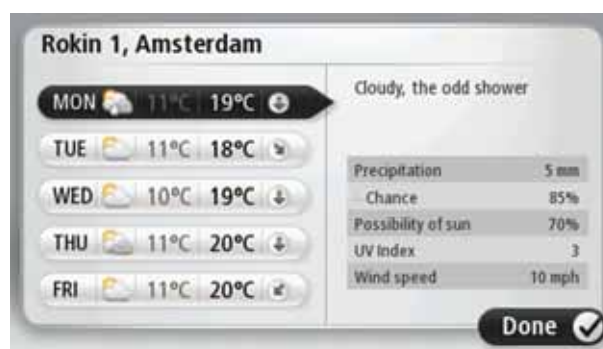 Rokin 1, Amsterdam
MON 11°C 19°C
TUE 11°C 18°C
WED 10°C 19°C
THU 11°C 20°C
FRI 11°C 20°C
Cloudy, the odd shower
Precipitation 5 mm
Chance 85%
Possibility of sun 70%
UV Index 3
Wind speed 10 mph
Done